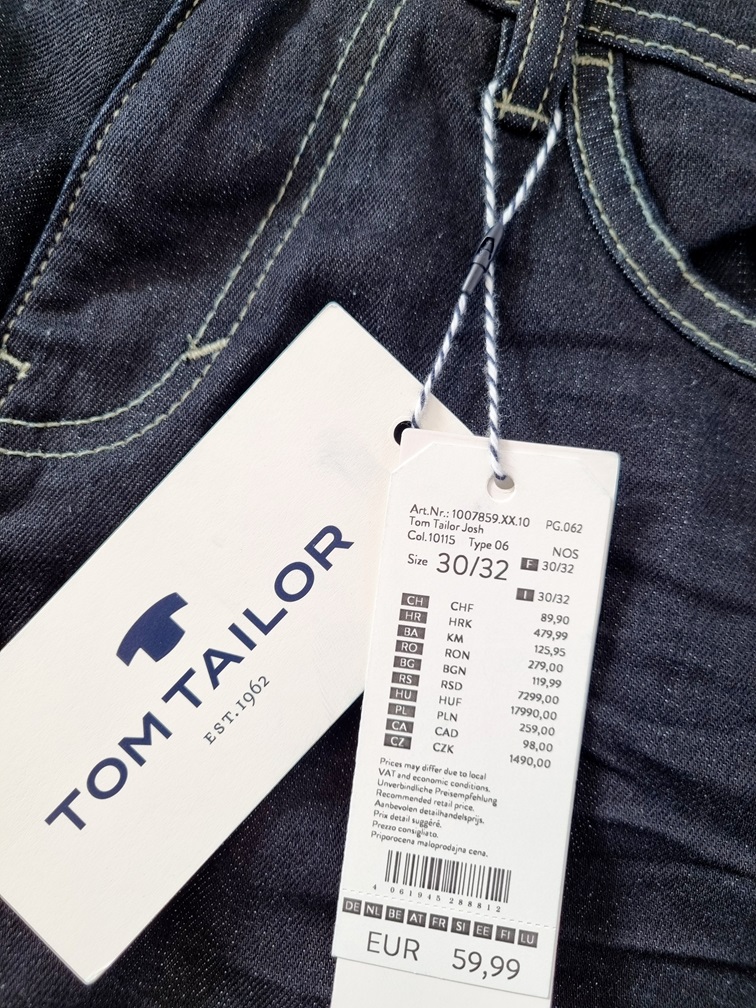 TOM TAILOR
EST. 1962
Art.Nr.: 1007859.XX.10 PG.062
Tom Tailor Josh
Col.10115 Type 06 NOS
Size 30/32 F 30/32
I 30/32
CH CHF 89,90
HR HRK 479,99
BA KM 125,95
RO RON 279,00
BG BGN 119,99
RS RSD 7299,00
HU HUF 17990,00
PL PLN 259,00
CA CAD 98,00
CZ CZK 1490,00
Prices may differ due to local
VAT and economic conditions.
Unverbindliche Preisempfehlung
Recommended retail price.
Aanbevolen detailhandelsprijs.
Prix detail suggéré.
Prezzo consigliato.
Priporocena maloprodajna cena.
4 061945 288812
DE NL BE AT FR SI EE FI LU
EUR 59,99